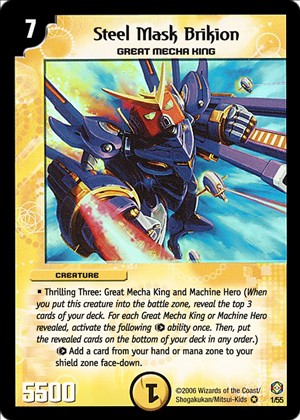 7
Steel Mask Brikion
GREAT MECHA KING
CREATURE
▪ Thrilling Three: Great Mecha King and Machine Hero (When
you put this creature into the battle zone, reveal the top 3
cards of your deck. For each Great Mecha King or Machine Hero
revealed, activate the following ability 2006 times. Then, put
the revealed cards on the bottom of your deck in any order.)
Add a card from your hand or mana zone to your
shield zone face-down.
5500
1
©2006 Wizards of the Coast/
Shogakukan/Mitsui-Kids
1/55